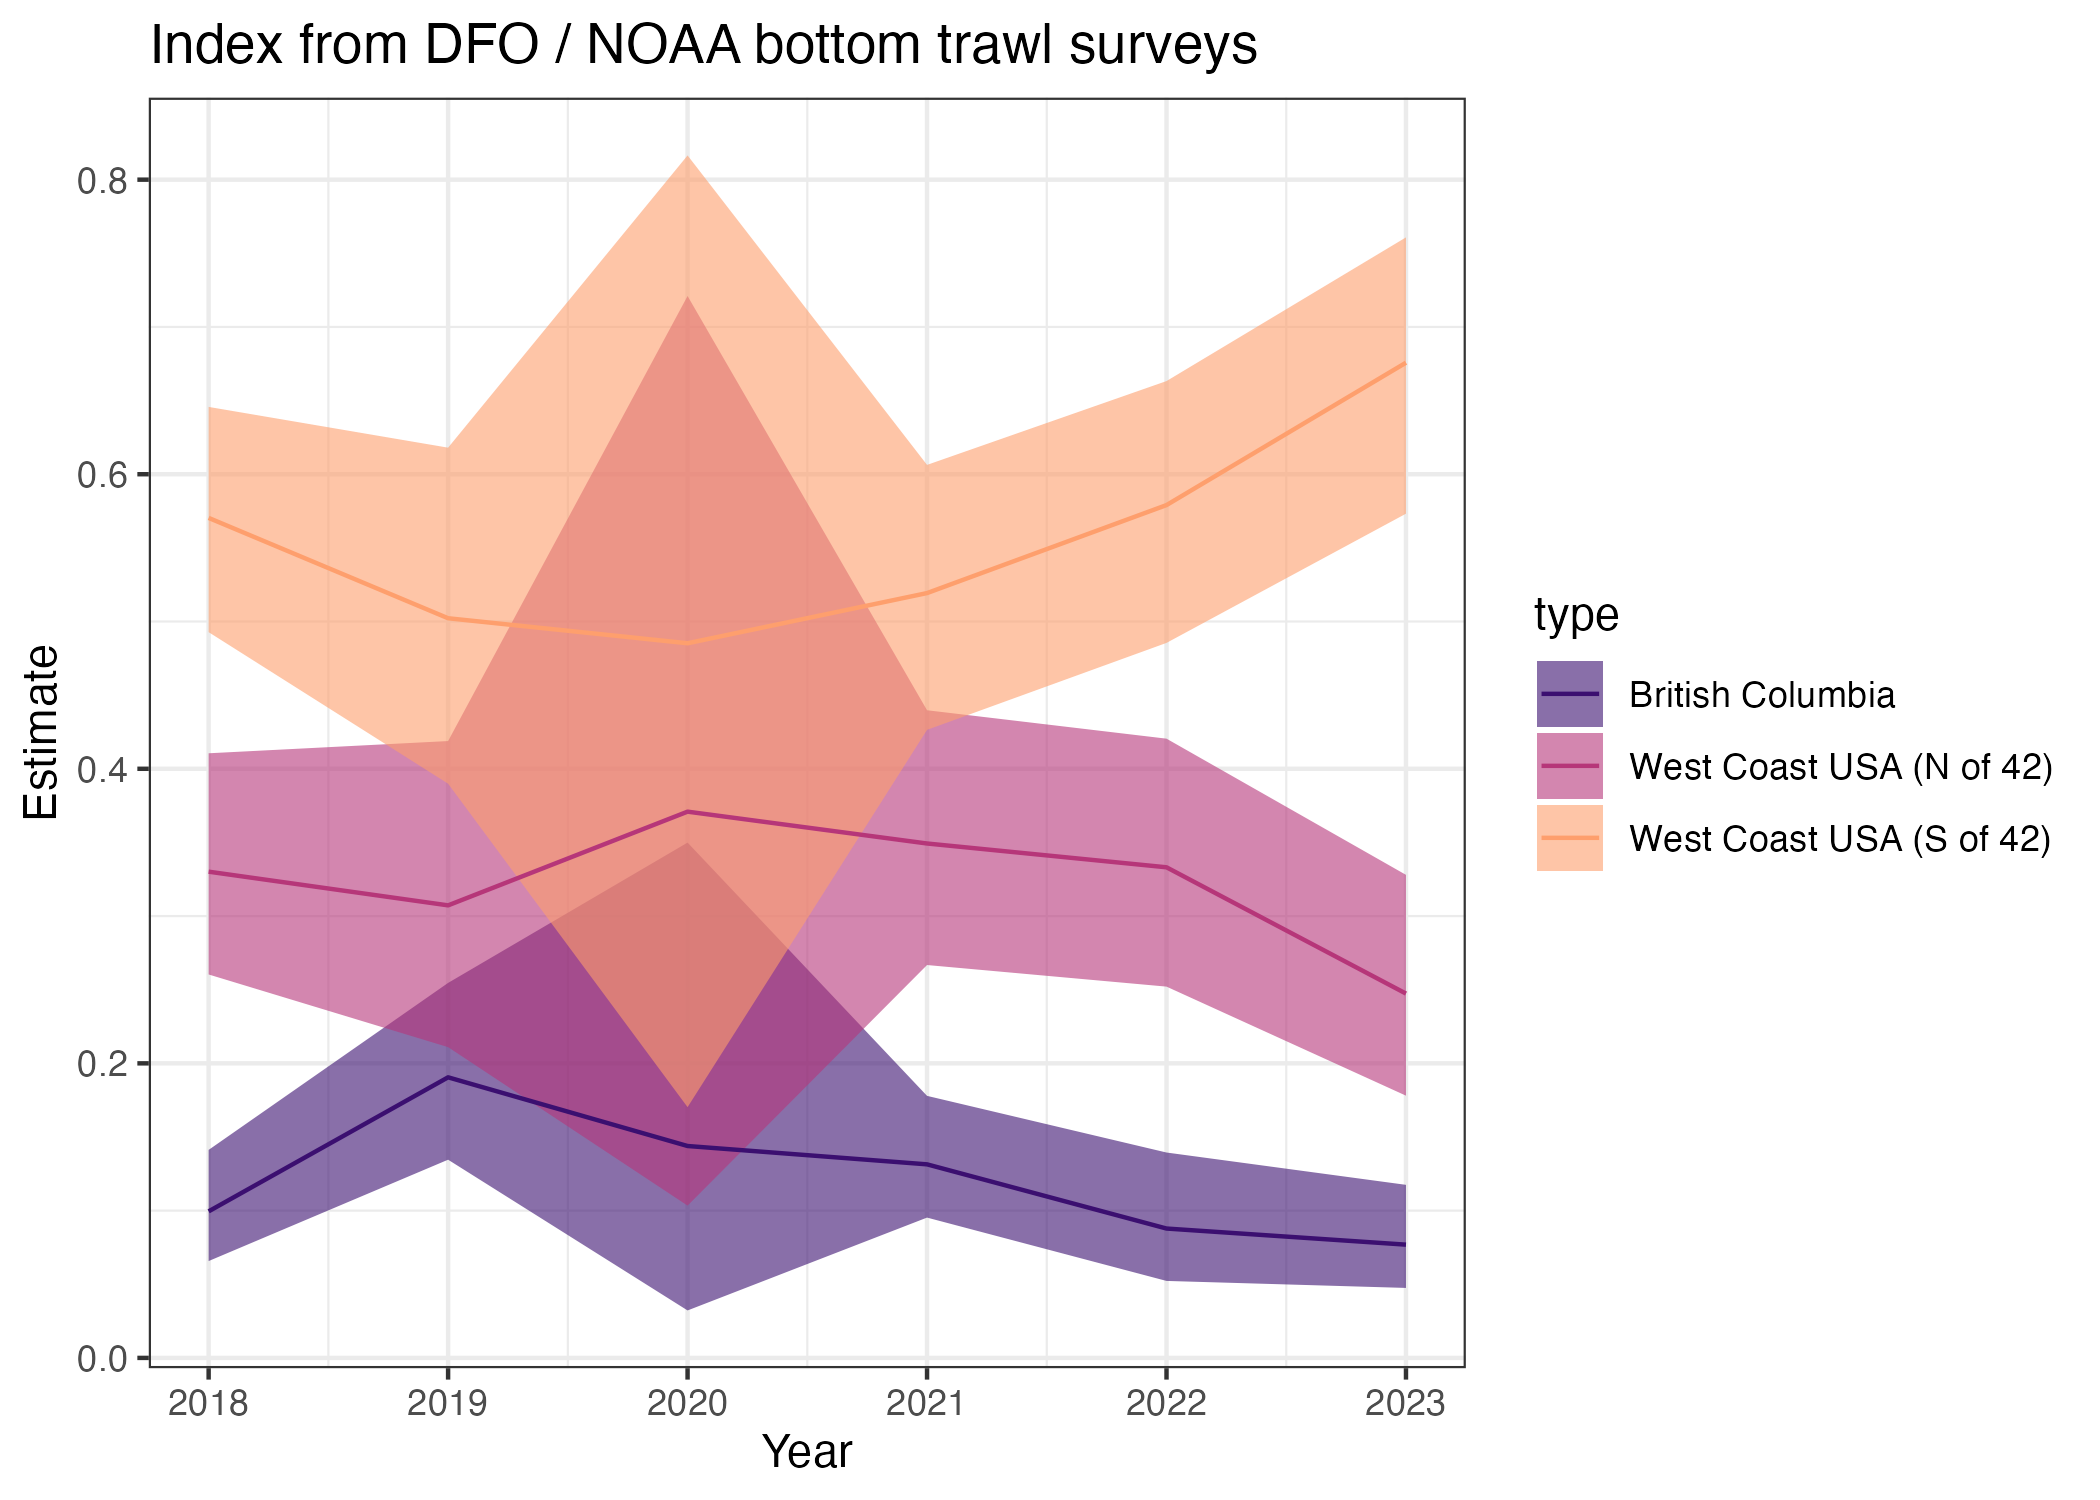 Index from DFO / NOAA bottom trawl surveys
Estimate
0.8
0.6
0.4
0.2
0.0
2018 2019 2020 2021 2022 2023
Year
type
British Columbia
West Coast USA (N of 42)
West Coast USA (S of 42)